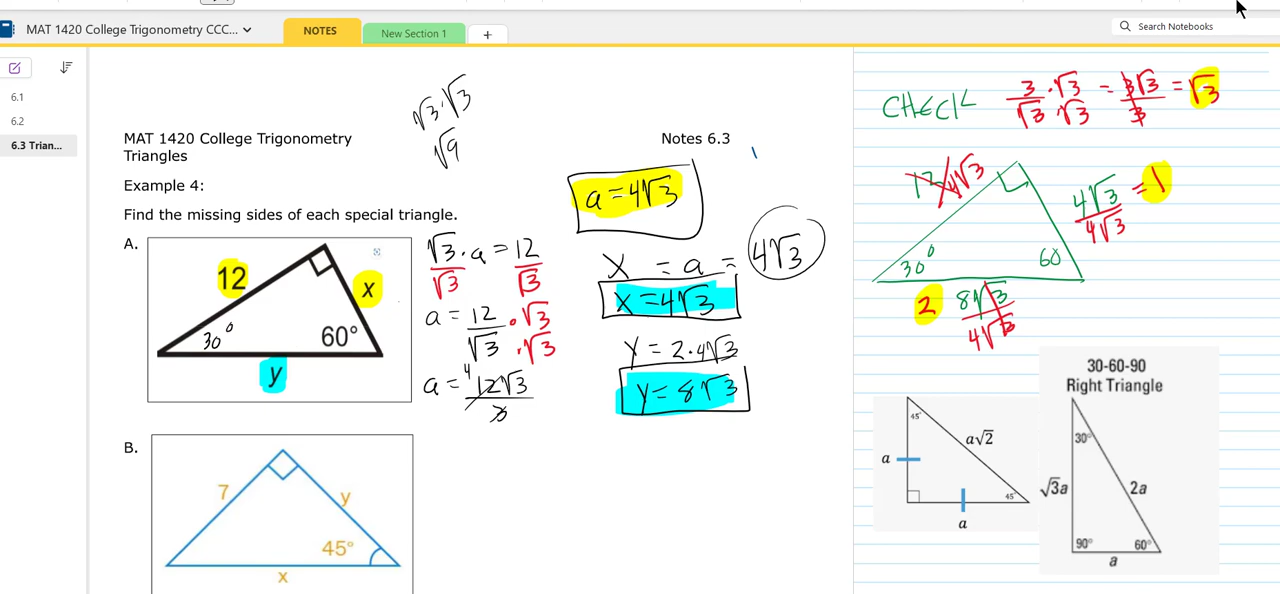 MAT 1420 College Trigonometry CCC...
NOTES
New Section 1
+
Search Notebooks
6.1
6.2
6.3 Trian...
MAT 1420 College Trigonometry
Triangles
Notes 6.3
Example 4:
Find the missing sides of each special triangle.
√3·√3
√9
A.
12
x
30°
60°
y
√3·a = 12
√3 √3
a = 12 · √3
√3 · √3
a = 4 12√3
3
a = 4√3
x = a = 4√3
x = 4√3
y = 2·4√3
y = 8√3
B.
7
y
45°
x
CHECK
3/√3 · √3/√3 = 3√3/3 = √3
12 4√3
30°
60
4√3/4√3 = 1
2 8√3/4√3
45°
a
a√2
45°
a
30-60-90
Right Triangle
30°
√3a
2a
90°
60°
a